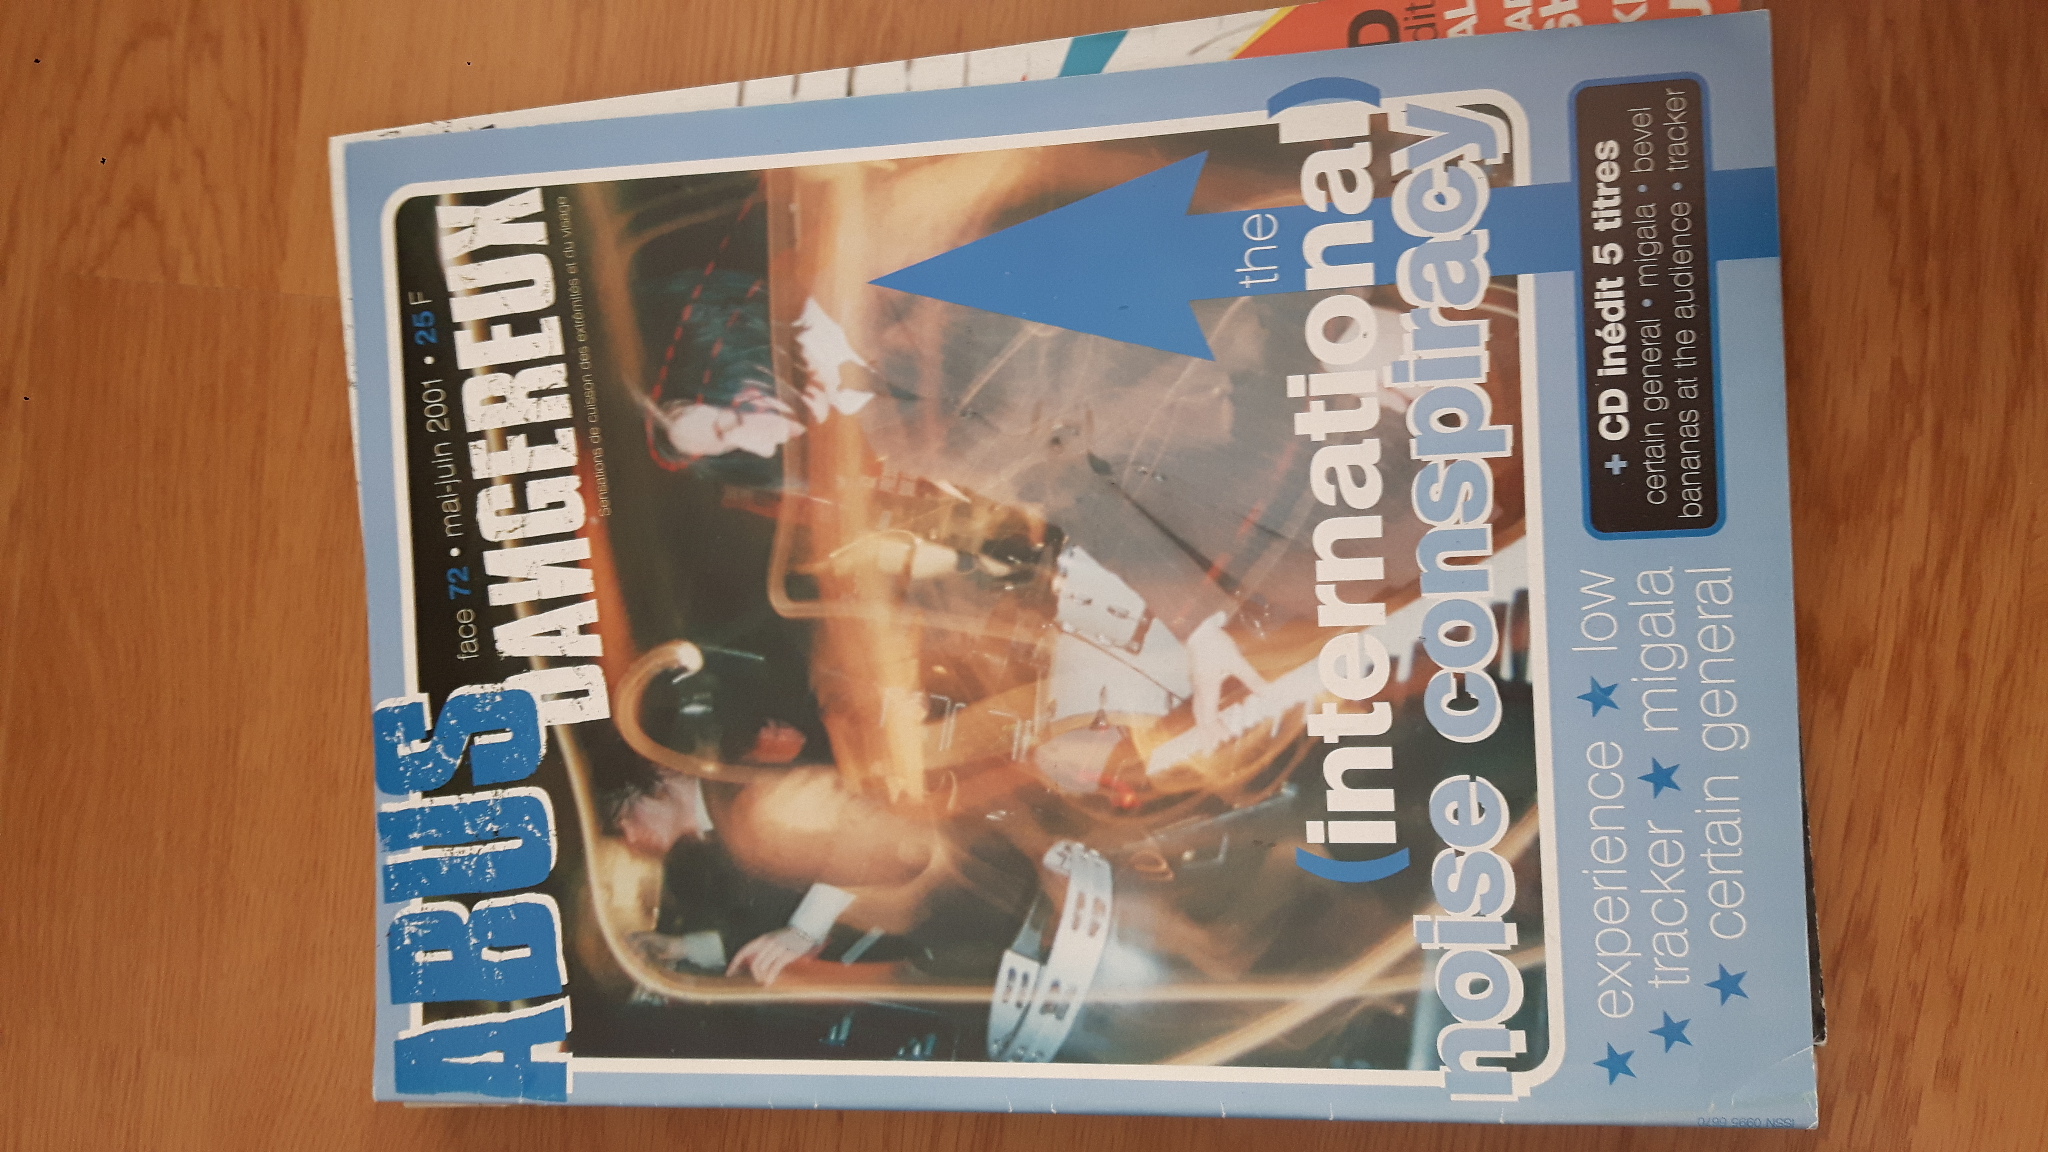 face 72 • mai-juin 2001 • 25 F
ABUS
DANGEREUX
Sensations de cuisson des extrémités et du visage
the
(international)
noise conspiracy
+ CD inédit 5 titres
certain general • migala • bevel
bananas at the audience • tracker
★ experience ★ low
★ tracker ★ migala
★ certain general
ISSN 0995 6870